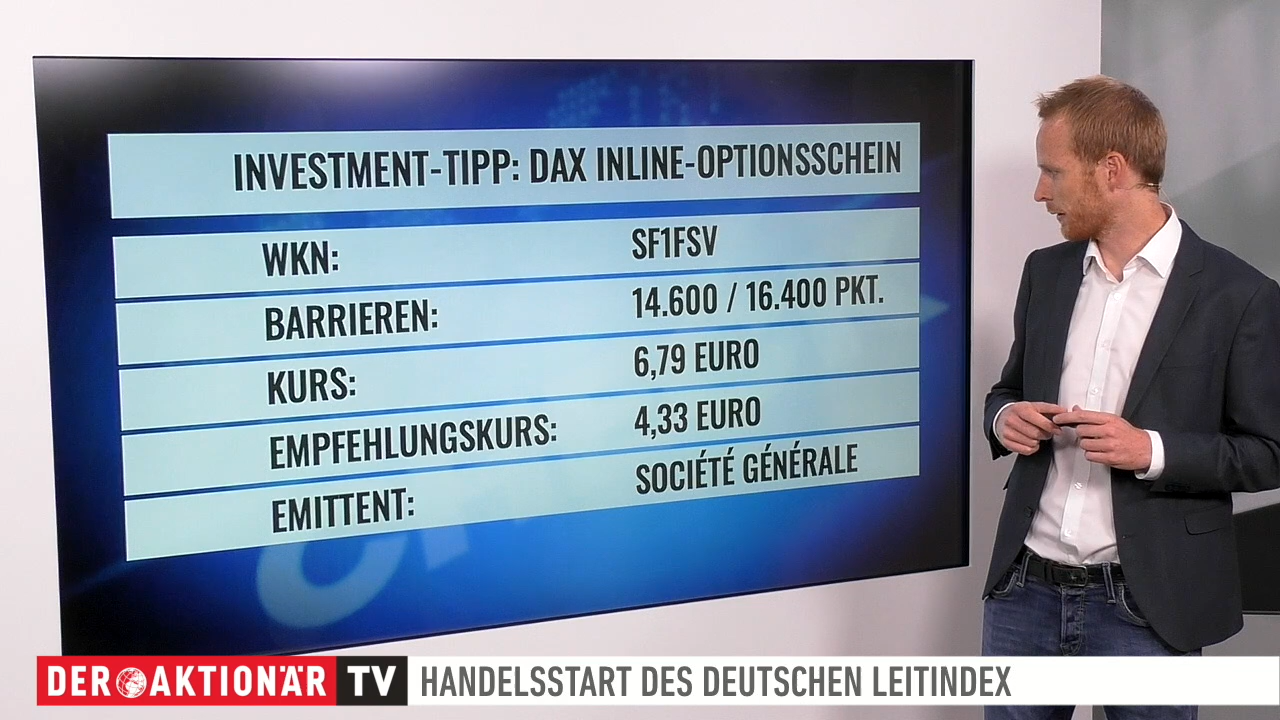 INVESTMENT-TIPP: DAX INLINE-OPTIONSSCHEIN
WKN: SF1FSV
BARRIEREN: 14.600 / 16.400 PKT.
KURS: 6,79 EURO
EMPFEHLUNGSKURS: 4,33 EURO
EMITTENT: SOCIÉTÉ GÉNÉRALE
DER AKTIONÄR TV HANDELSSTART DES DEUTSCHEN LEITINDEX